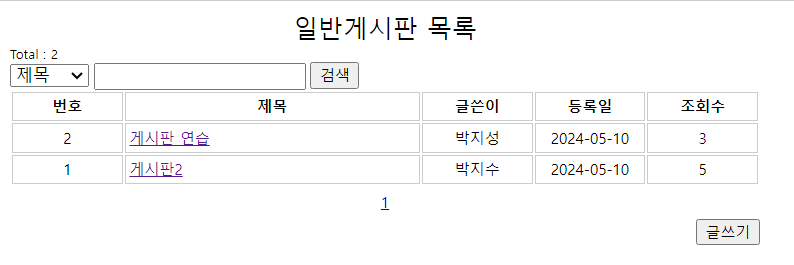 일반게시판 목록
Total : 2
제목 검색
번호 제목 글쓴이 등록일 조회수
2 게시판 연습 박지성 2024-05-10 3
1 게시판2 박지수 2024-05-10 5
1
글쓰기